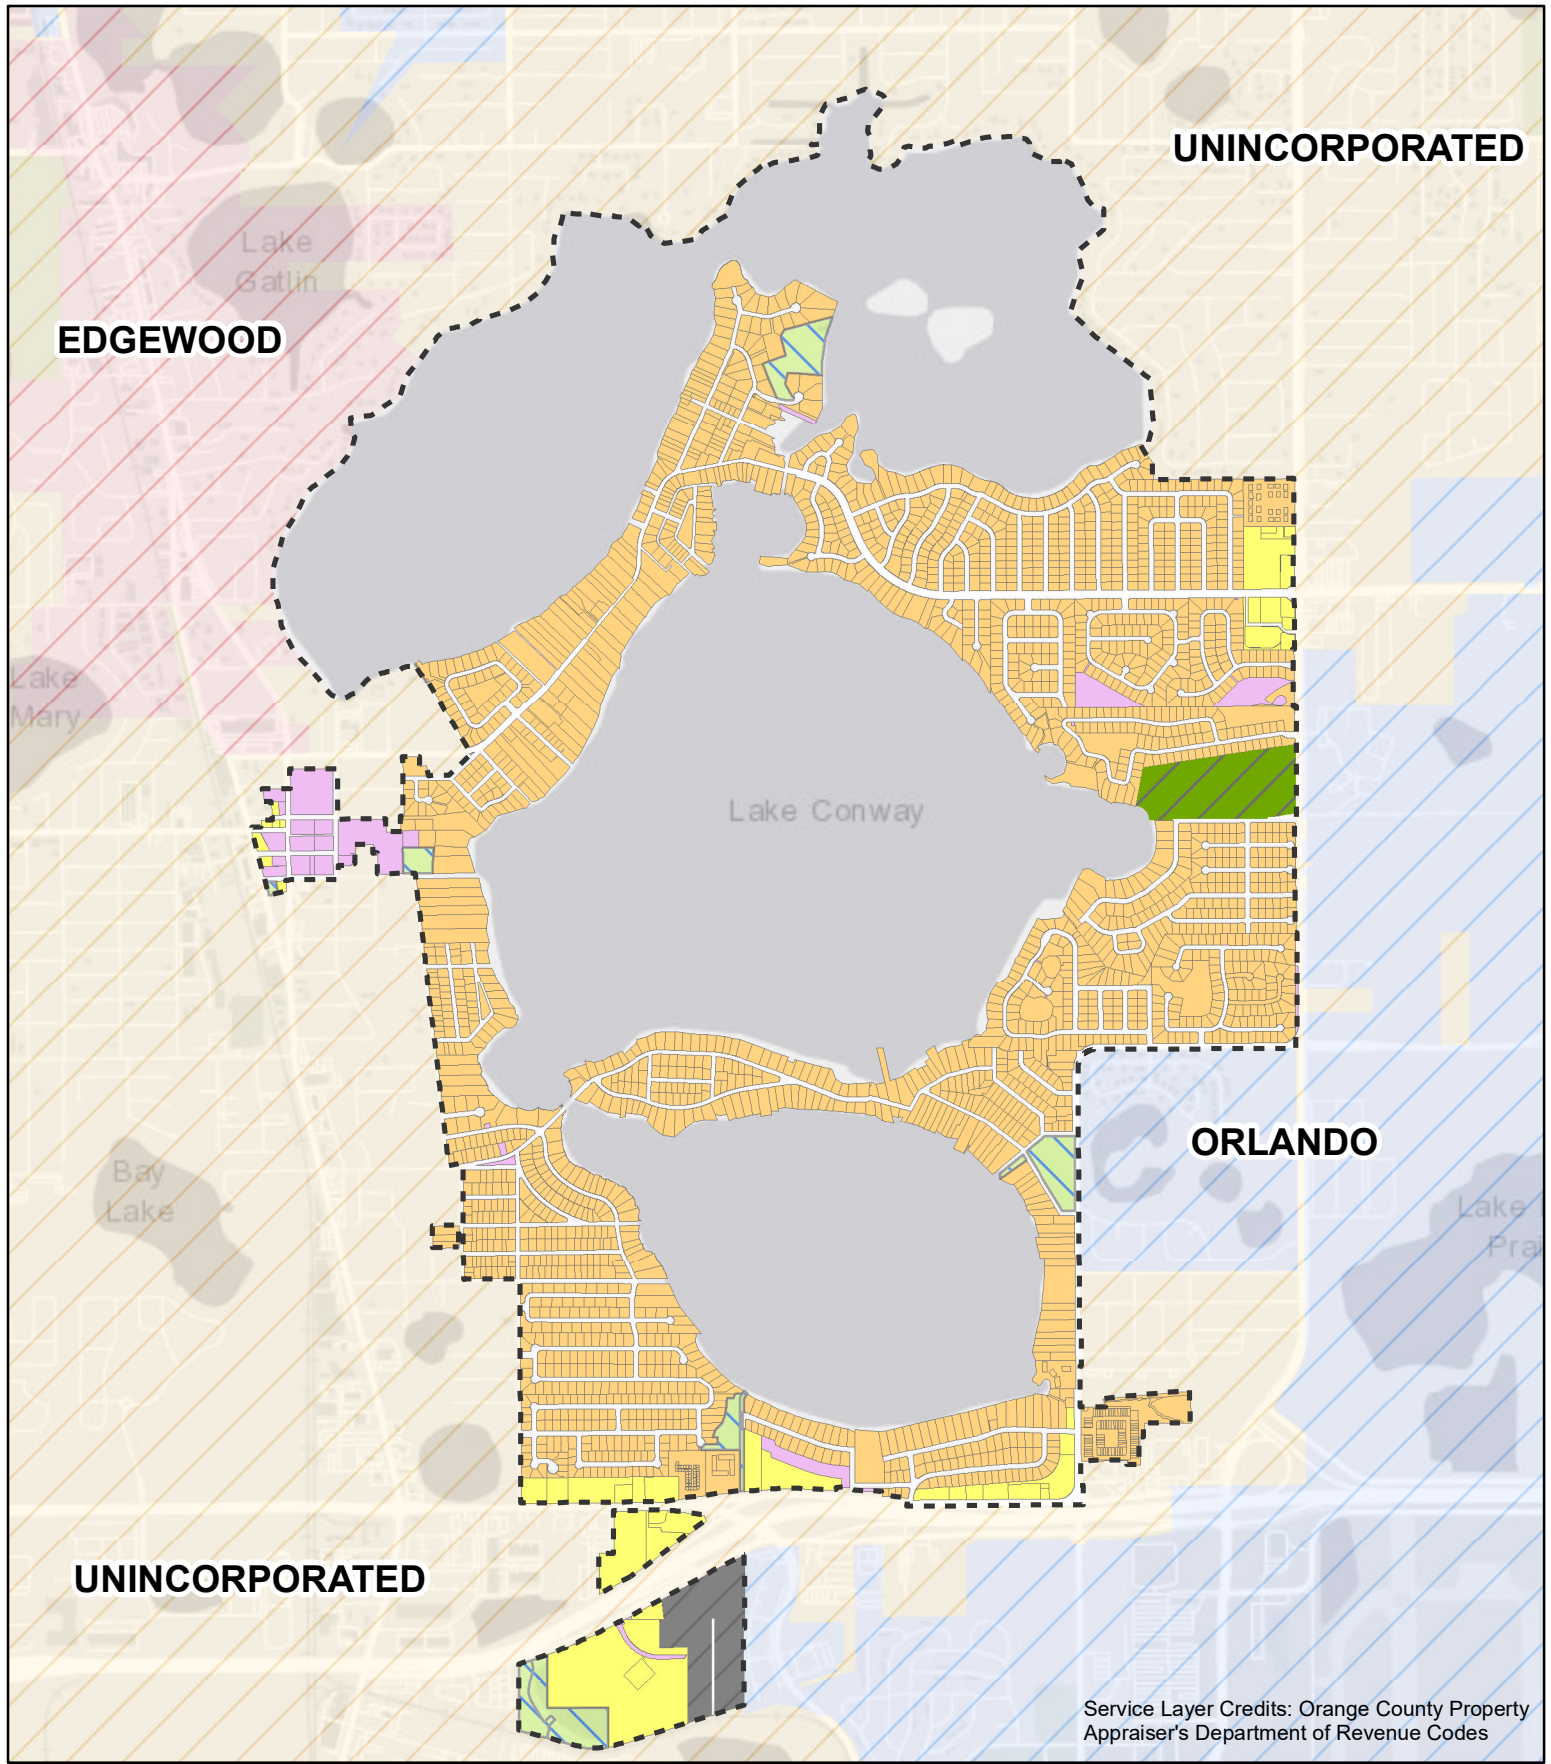 UNINCORPORATED
Lake
Gatlin
EDGEWOOD
Lake
Mary
Lake Conway
ORLANDO
Bay
Lake
Lake
UNINCORPORATED
Service Layer Credits: Orange County Property
Appraiser's Department of Revenue Codes